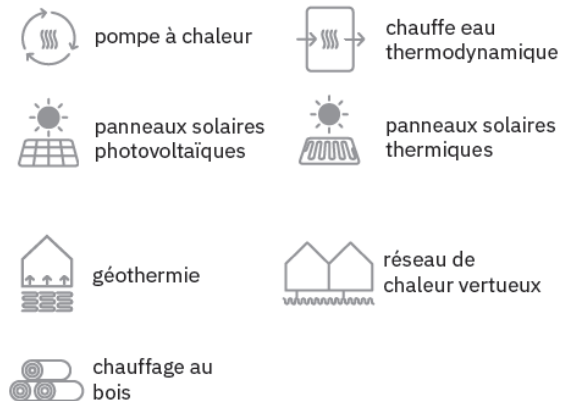 pompe à chaleur
chauffe eau
thermodynamique
panneaux solaires
photovoltaïques
panneaux solaires
thermiques
géothermie
réseau de
chaleur vertueux
chauffage au
bois